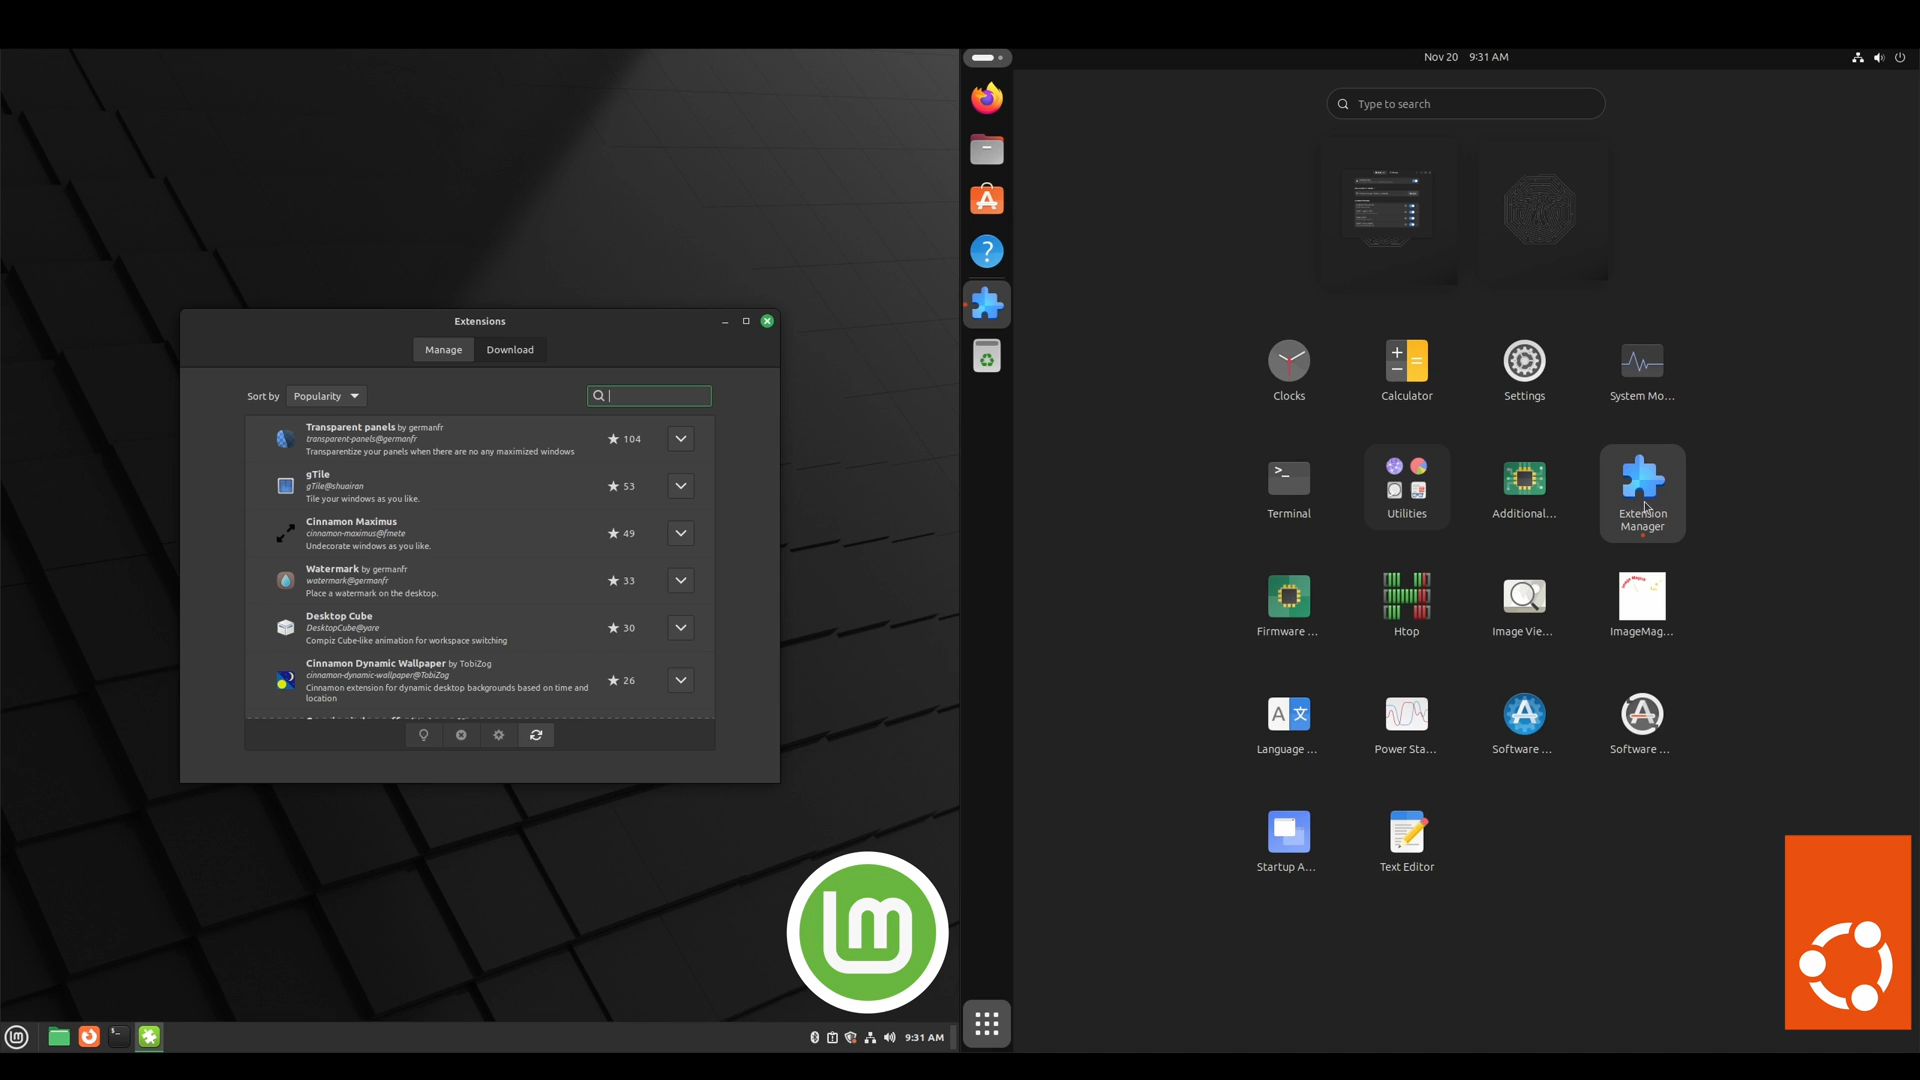 Extensions
Manage
Download
Sort by
Popularity
Transparent panels by germanfr
transparent-panels@germanfr
Transparentize your panels when there are no any maximized windows
104
gTile
gTile@shuairan
Tile your windows as you like.
53
Cinnamon Maximus
cinnamon-maximus@fmete
Undecorate windows as you like.
49
Watermark by germanfr
watermark@germanfr
Place a watermark on the desktop.
33
Desktop Cube
DesktopCube@yare
Compiz Cube-like animation for workspace switching
30
Cinnamon Dynamic Wallpaper by TobiZog
cinnamon-dynamic-wallpaper@TobiZog
Cinnamon extension for dynamic desktop backgrounds based on time and
location
26
9:31 AM
Nov 20 9:31 AM
Type to search
Clocks
Calculator
Settings
System Mo...
Terminal
Utilities
Additional...
Extension
Manager
Firmware ...
Htop
Image Vie...
ImageMag...
Language ...
Power Sta...
Software ...
Software ...
Startup A...
Text Editor